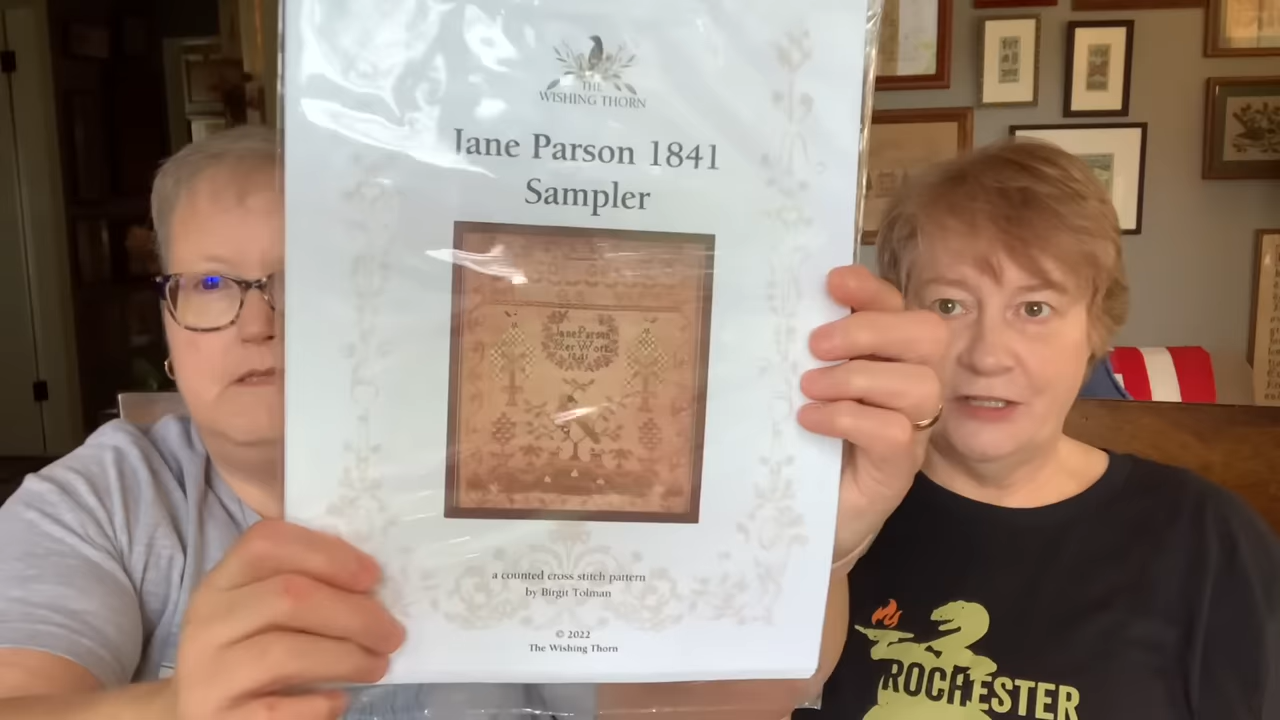 THE
WISHING THORN
Jane Parson 1841
Sampler
Jane Parson
Her Work
1841
a counted cross stitch pattern
by Birgit Tolman
© 2022
The Wishing Thorn
ROCHESTER